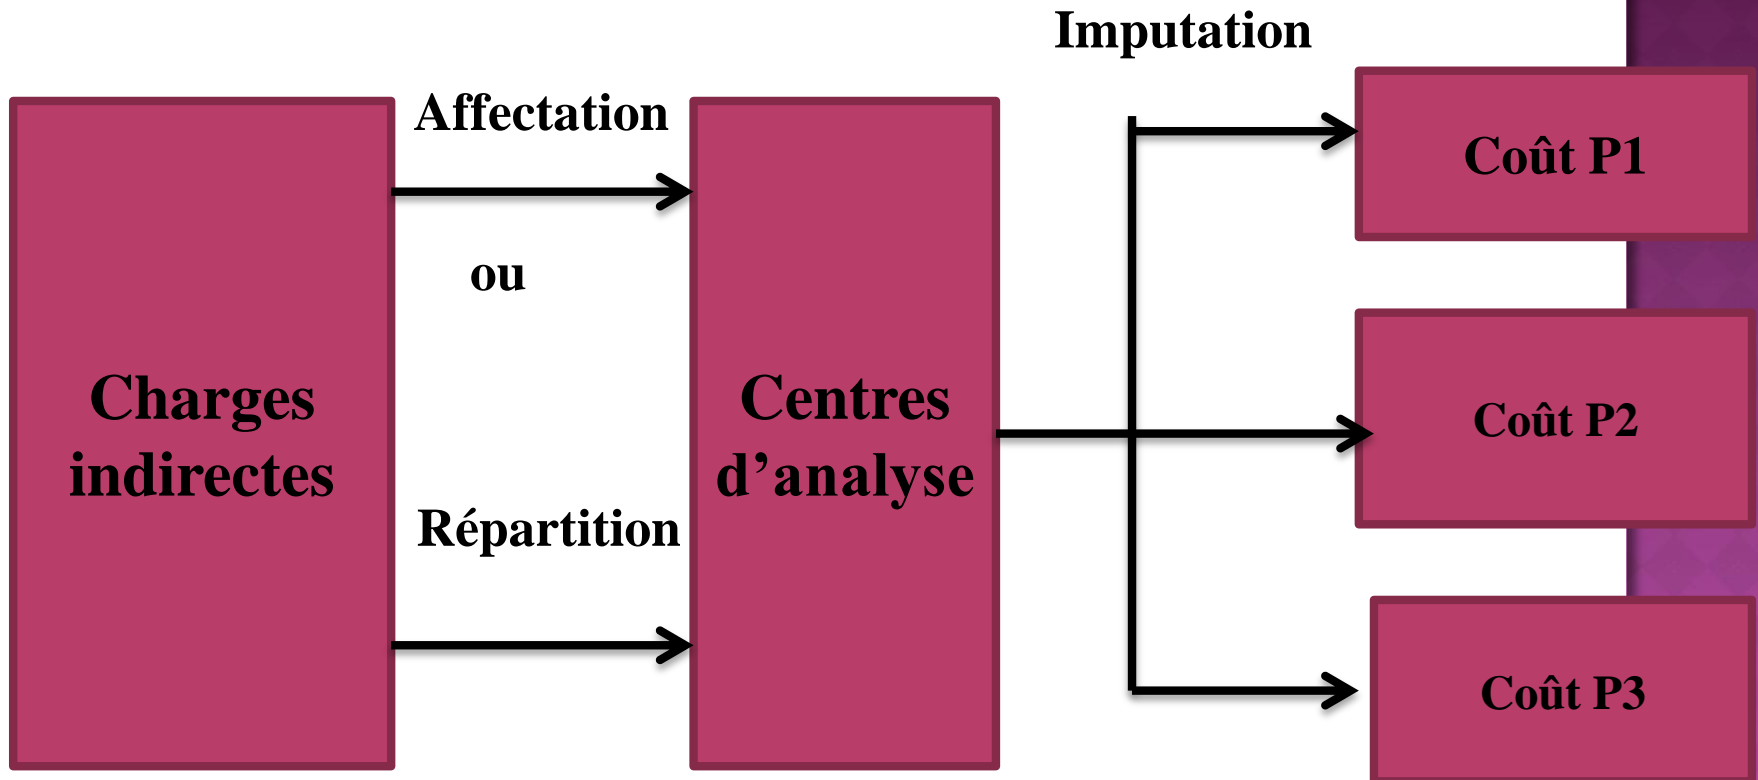 Imputation
Affectation
ou
Répartition
Charges
indirectes
Centres
d’analyse
Coût P1
Coût P2
Coût P3